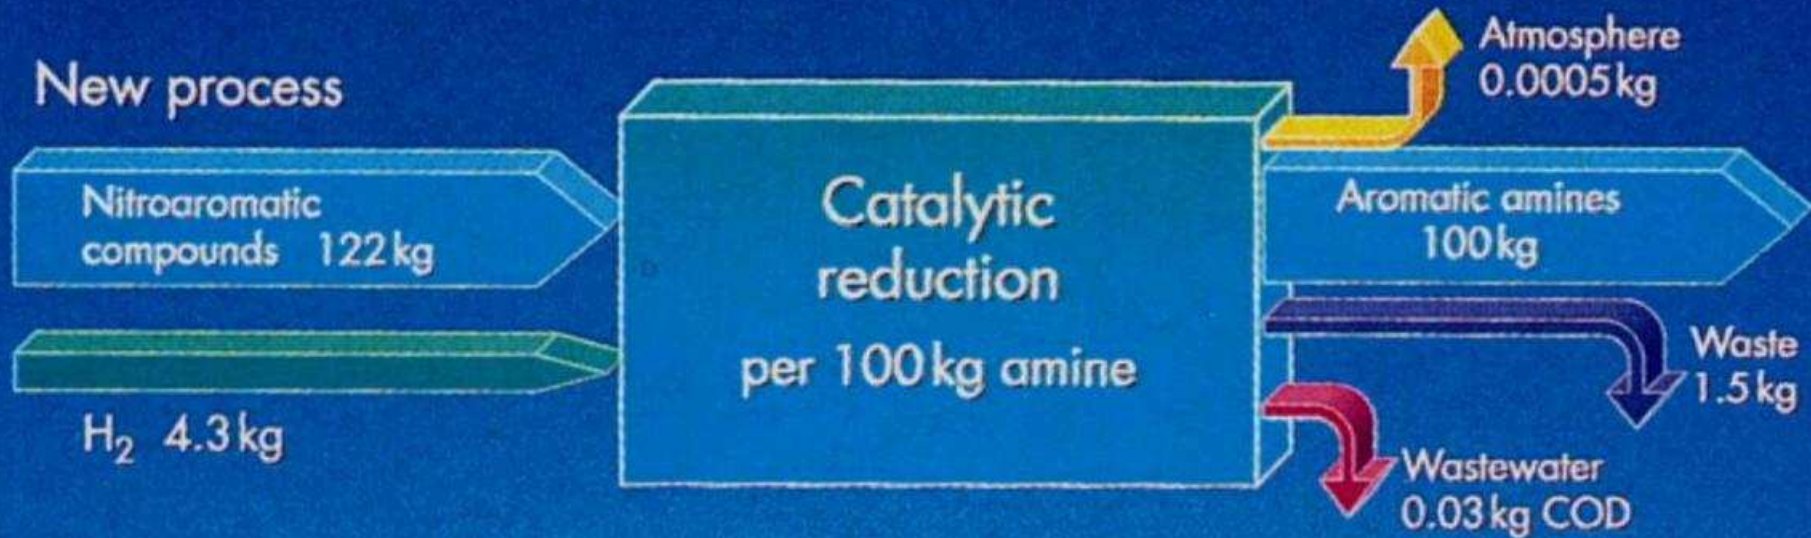 New process
Nitroaromatic
compounds 122 kg
H₂ 4.3 kg
Catalytic
reduction
per 100 kg amine
Atmosphere
0.0005 kg
Aromatic amines
100 kg
Waste
1.5 kg
Wastewater
0.03 kg COD